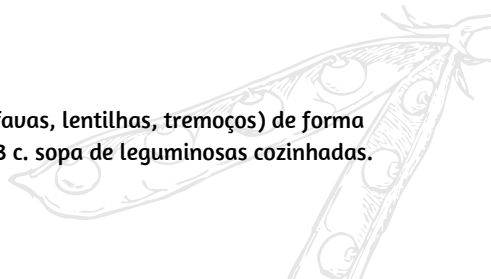 favas, lentilhas, tremoços) de forma
3 c. sopa de leguminosas cozinhadas.